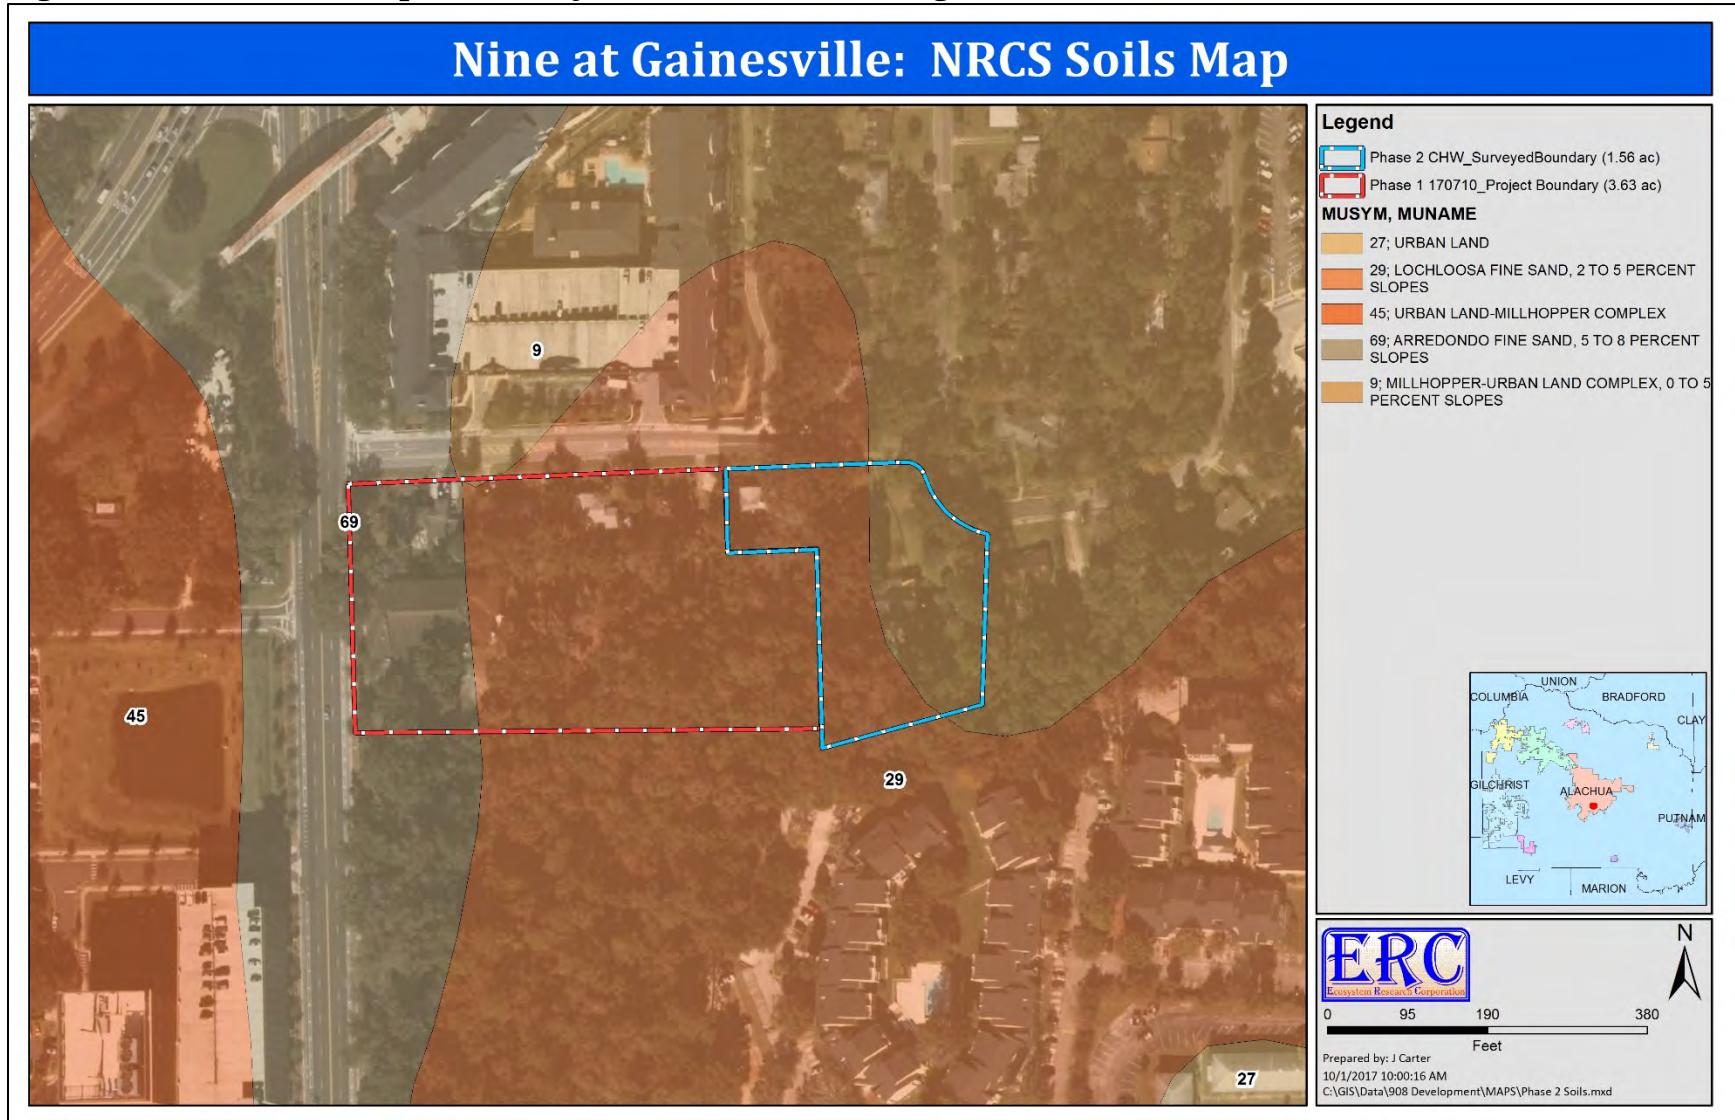 Nine at Gainesville: NRCS Soils Map
9
69
45
29
27
Legend
Phase 2 CHW_SurveyedBoundary (1.56 ac)
Phase 1 170710_Project Boundary (3.63 ac)
MUSYM, MUNAME
27; URBAN LAND
29; LOCHLOOSA FINE SAND, 2 TO 5 PERCENT
SLOPES
45; URBAN LAND-MILLHOPPER COMPLEX
69; ARREDONDO FINE SAND, 5 TO 8 PERCENT
SLOPES
9; MILLHOPPER-URBAN LAND COMPLEX, 0 TO 5
PERCENT SLOPES
UNION
COLUMBIA
BRADFORD
CLAY
GILCHRIST
ALACHUA
PUTNAM
LEVY
MARION
ERC
Ecosystem Research Corporation
N
0 95 190 380
Feet
Prepared by: J Carter
10/1/2017 10:00:16 AM
C:\GIS\Data\908 Development\MAPS\Phase 2 Soils.mxd